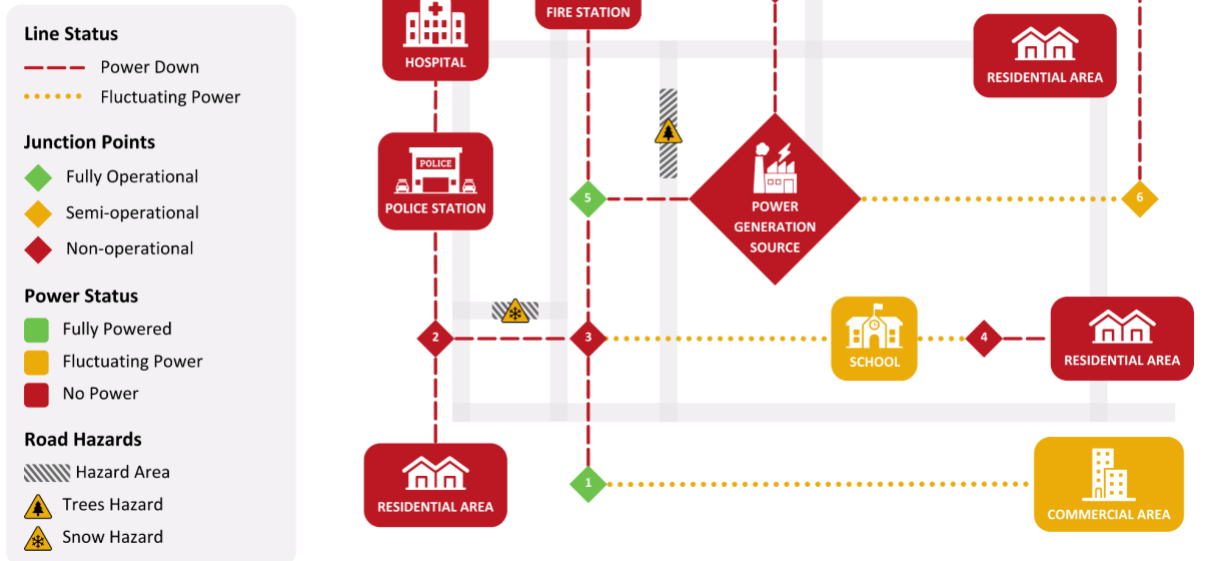 Line Status
Power Down
Fluctuating Power
Junction Points
Fully Operational
Semi-operational
Non-operational
Power Status
Fully Powered
Fluctuating Power
No Power
Road Hazards
Hazard Area
Trees Hazard
Snow Hazard
FIRE STATION
HOSPITAL
RESIDENTIAL AREA
POLICE
POLICE STATION
5
POWER
GENERATION
SOURCE
6
2
3
SCHOOL
4
RESIDENTIAL AREA
RESIDENTIAL AREA
1
COMMERCIAL AREA